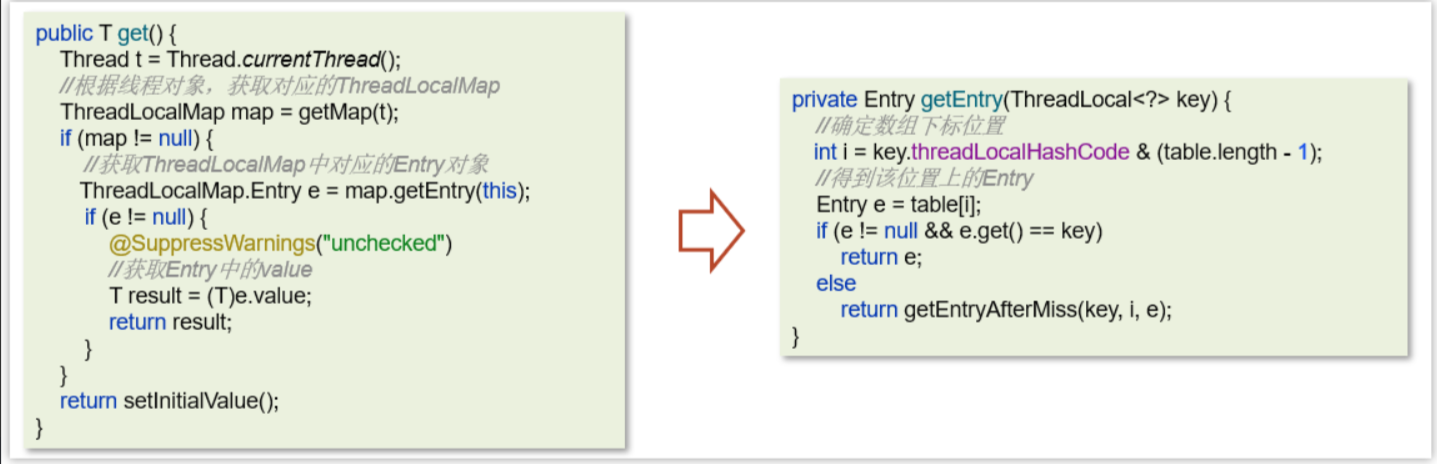 public T get() {
Thread t = Thread.currentThread();
//根据线程对象，获取对应的ThreadLocalMap
ThreadLocalMap map = getMap(t);
if (map != null) {
//获取ThreadLocalMap中对应的Entry对象
ThreadLocalMap.Entry e = map.getEntry(this);
if (e != null) {
@SuppressWarnings("unchecked")
//获取Entry中的value
T result = (T)e.value;
return result;
}
}
return setInitialValue();
}
private Entry getEntry(ThreadLocal<?> key) {
//确定数组下标位置
int i = key.threadLocalHashCode & (table.length - 1);
//得到该位置上的Entry
Entry e = table[i];
if (e != null && e.get() == key)
return e;
else
return getEntryAfterMiss(key, i, e);
}